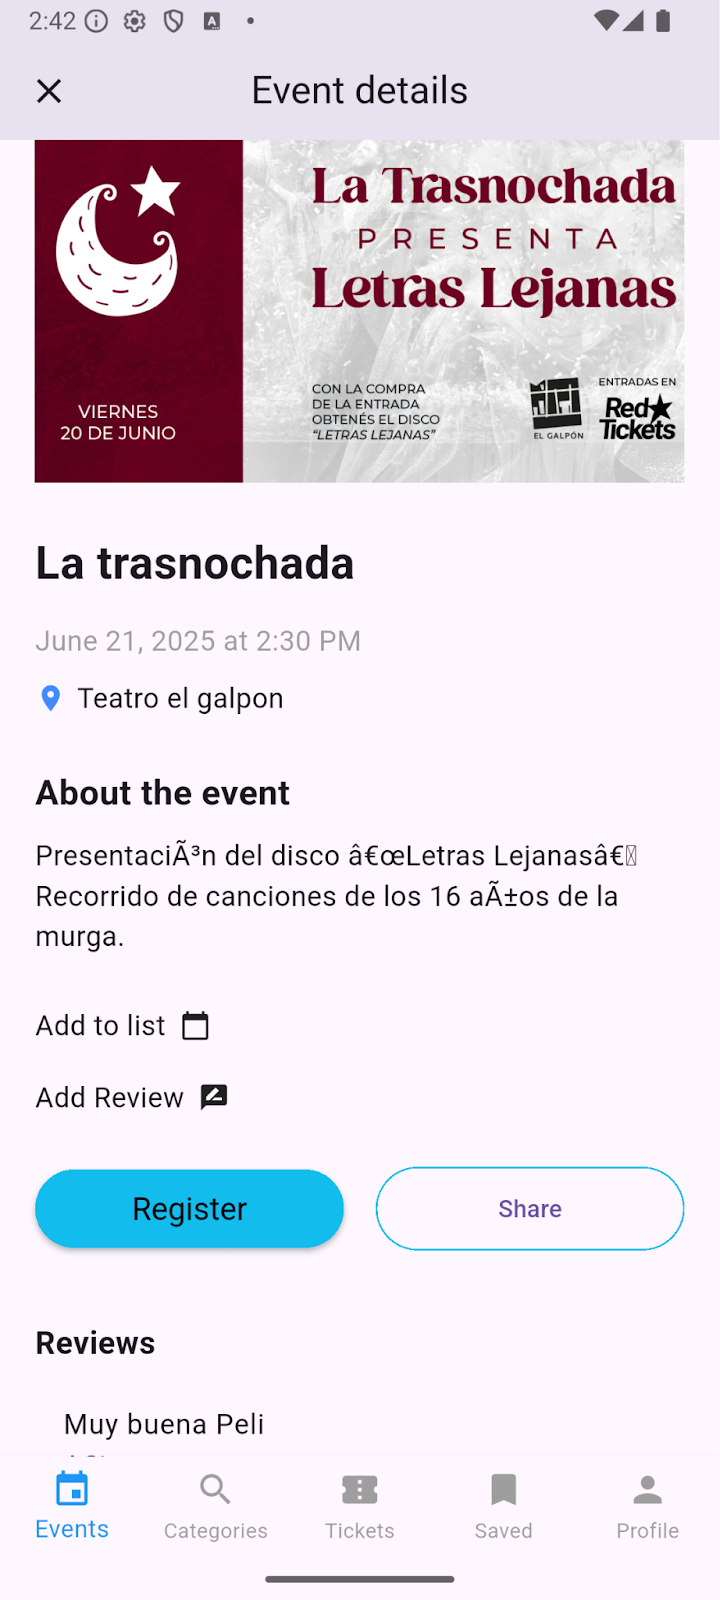 2:42
Event details
La Trasnochada
PRESENTA
Letras Lejanas
VIERNES
20 DE JUNIO
CON LA COMPRA
DE LA ENTRADA
OBTENÉS EL DISCO
“LETRAS LEJANAS”
EL GALPÓN
ENTRADAS EN
Red
Tickets
La trasnochada
June 21, 2025 at 2:30 PM
Teatro el galpon
About the event
PresentaciÃ³n del disco â€œLetras Lejanasâ€
Recorrido de canciones de los 16 aÃ±os de la
murga.
Add to list
Add Review
Register
Share
Reviews
Muy buena Peli
Events
Categories
Tickets
Saved
Profile